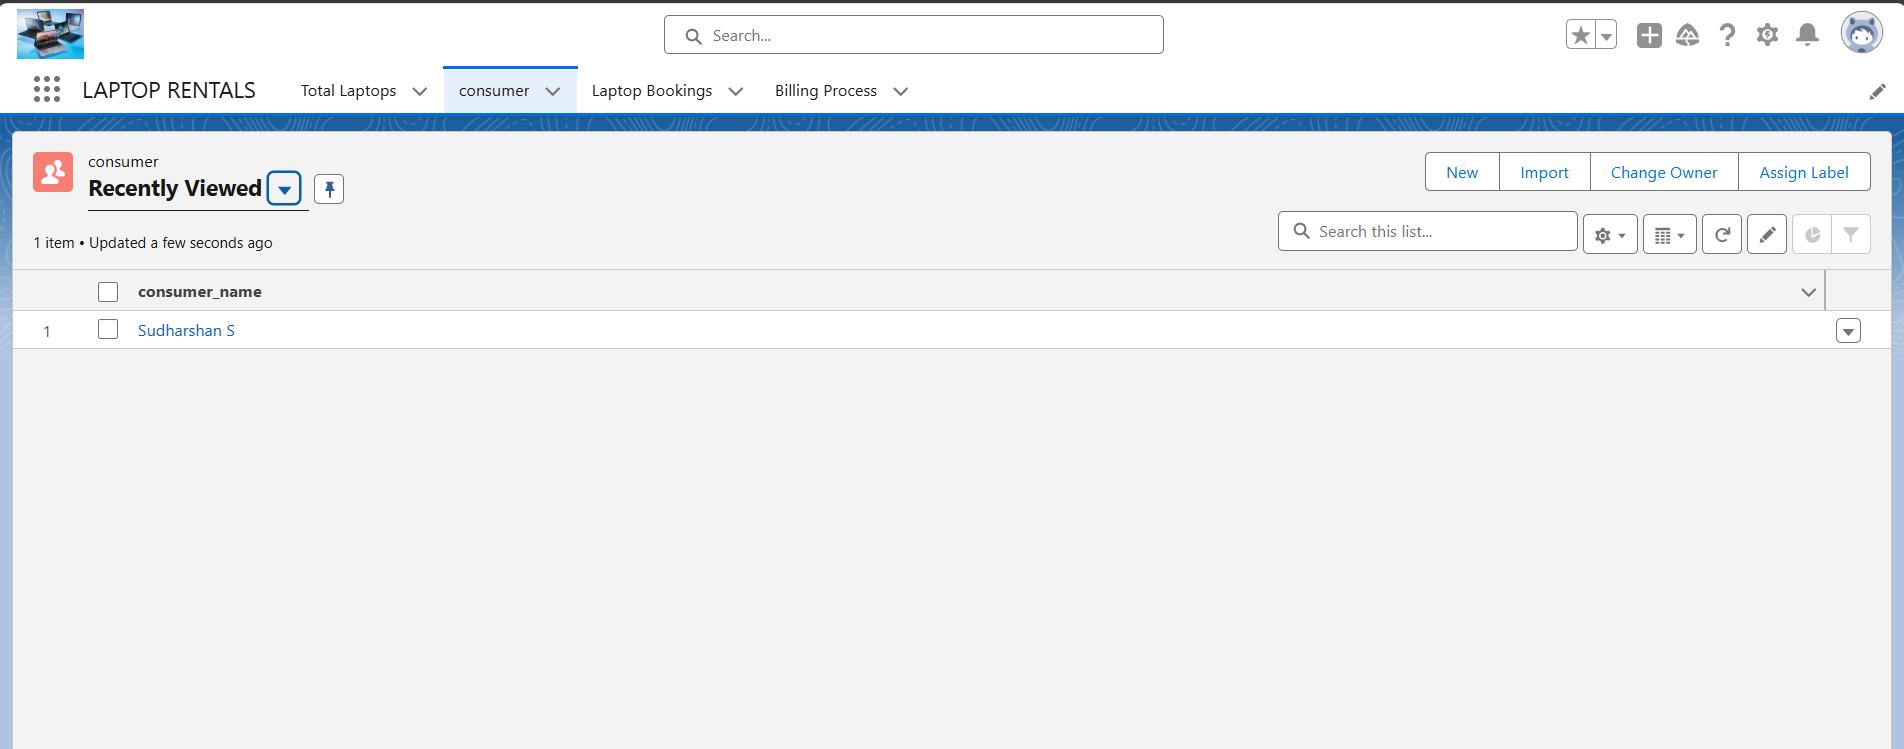 Search...
LAPTOP RENTALS
Total Laptops
consumer
Laptop Bookings
Billing Process
consumer
Recently Viewed
New
Import
Change Owner
Assign Label
1 item • Updated a few seconds ago
Search this list...
consumer_name
1
Sudharshan S